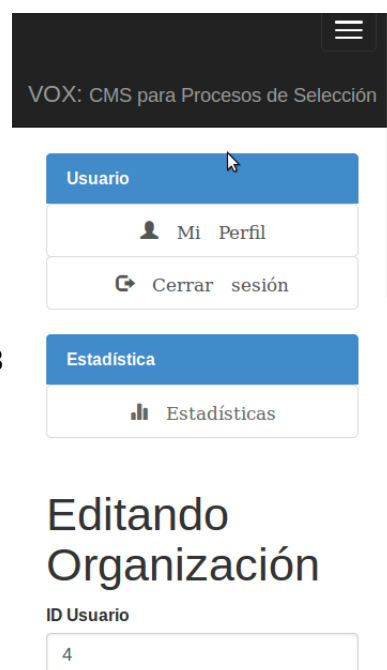 VOX: CMS para Procesos de Selección
Usuario
Mi Perfil
Cerrar sesión
Estadística
Estadísticas
Editando
Organización
ID Usuario
4